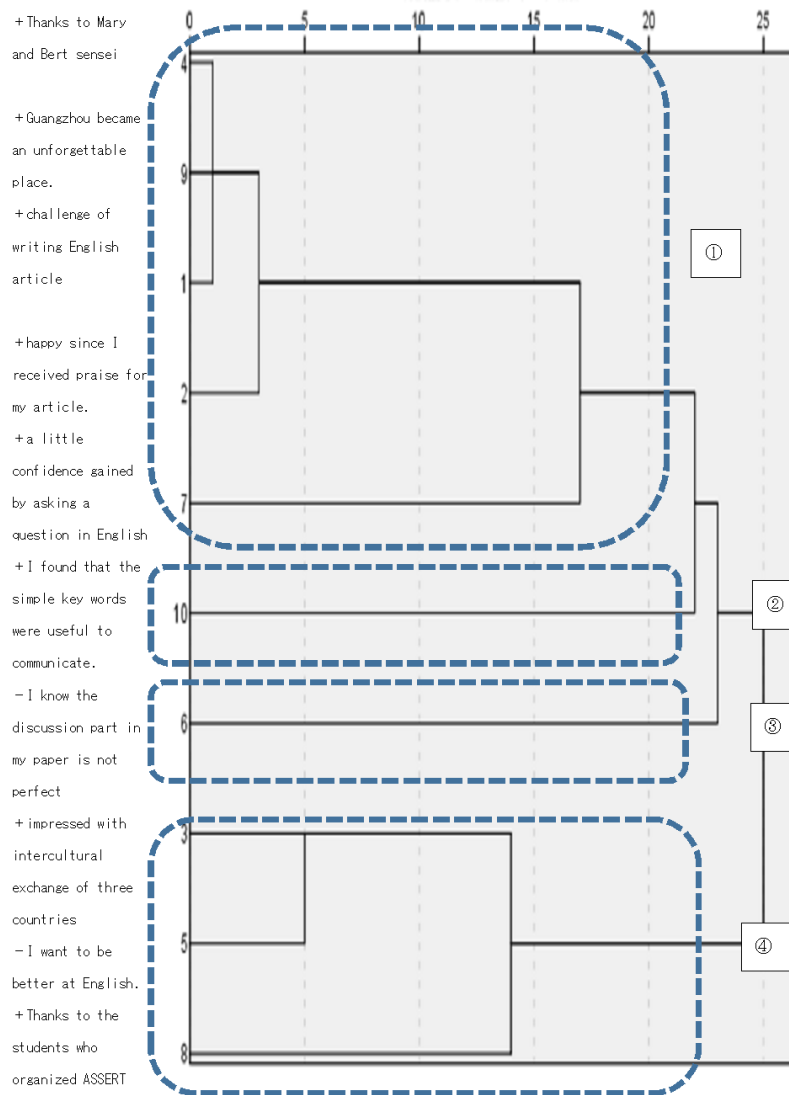 0 5 10 15 20 25
+Thanks to Mary
and Bert sensei
4
+Guangzhou became
an unforgettable
place.
9
+challenge of
writing English
article
1
①
+happy since I
received praise for
my article.
2
+a little
confidence gained
by asking a
question in English
7
+I found that the
simple key words
were useful to
communicate.
10
②
−I know the
discussion part in
my paper is not
perfect
6
③
+impressed with
intercultural
exchange of three
countries
3
−I want to be
better at English.
5
④
+Thanks to the
students who
organized ASSERT
8